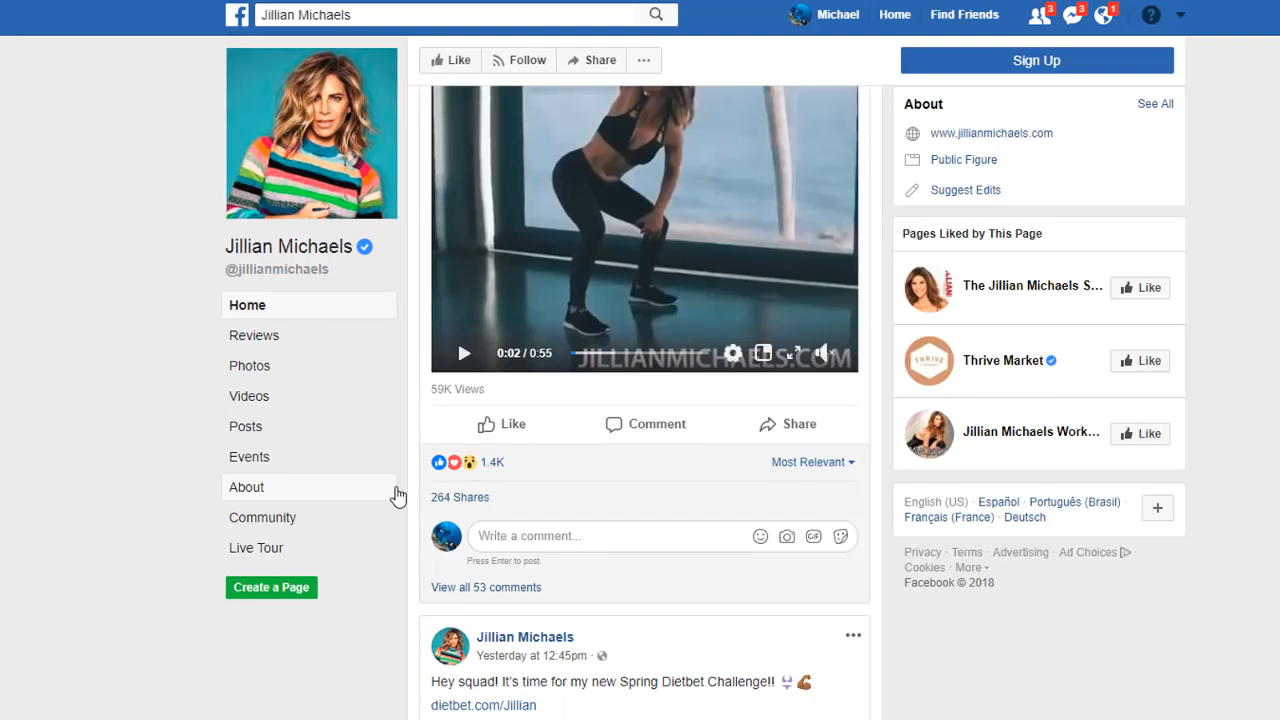 Jillian Michaels
Michael
Home
Find Friends
3
3
1
Like
Follow
Share
Sign Up
Jillian Michaels
@jillianmichaels
Home
Reviews
Photos
Videos
Posts
Events
About
Community
Live Tour
Create a Page
0:02 / 0:55
JILLIANMICHAELS.COM
59K Views
Like
Comment
Share
1.4K
Most Relevant
264 Shares
Write a comment...
GIF
Press Enter to post.
View all 53 comments
Jillian Michaels
Yesterday at 12:45pm ·
Hey squad! It's time for my new Spring Dietbet Challenge!!
dietbet.com/Jillian
About
See All
www.jillianmichaels.com
Public Figure
Suggest Edits
Pages Liked by This Page
The Jillian Michaels S...
Like
THRIVE
Thrive Market
Like
Jillian Michaels Work...
Like
English (US) · Español · Português (Brasil) ·
Français (France) · Deutsch
Privacy · Terms · Advertising · Ad Choices ·
Cookies · More
Facebook © 2018